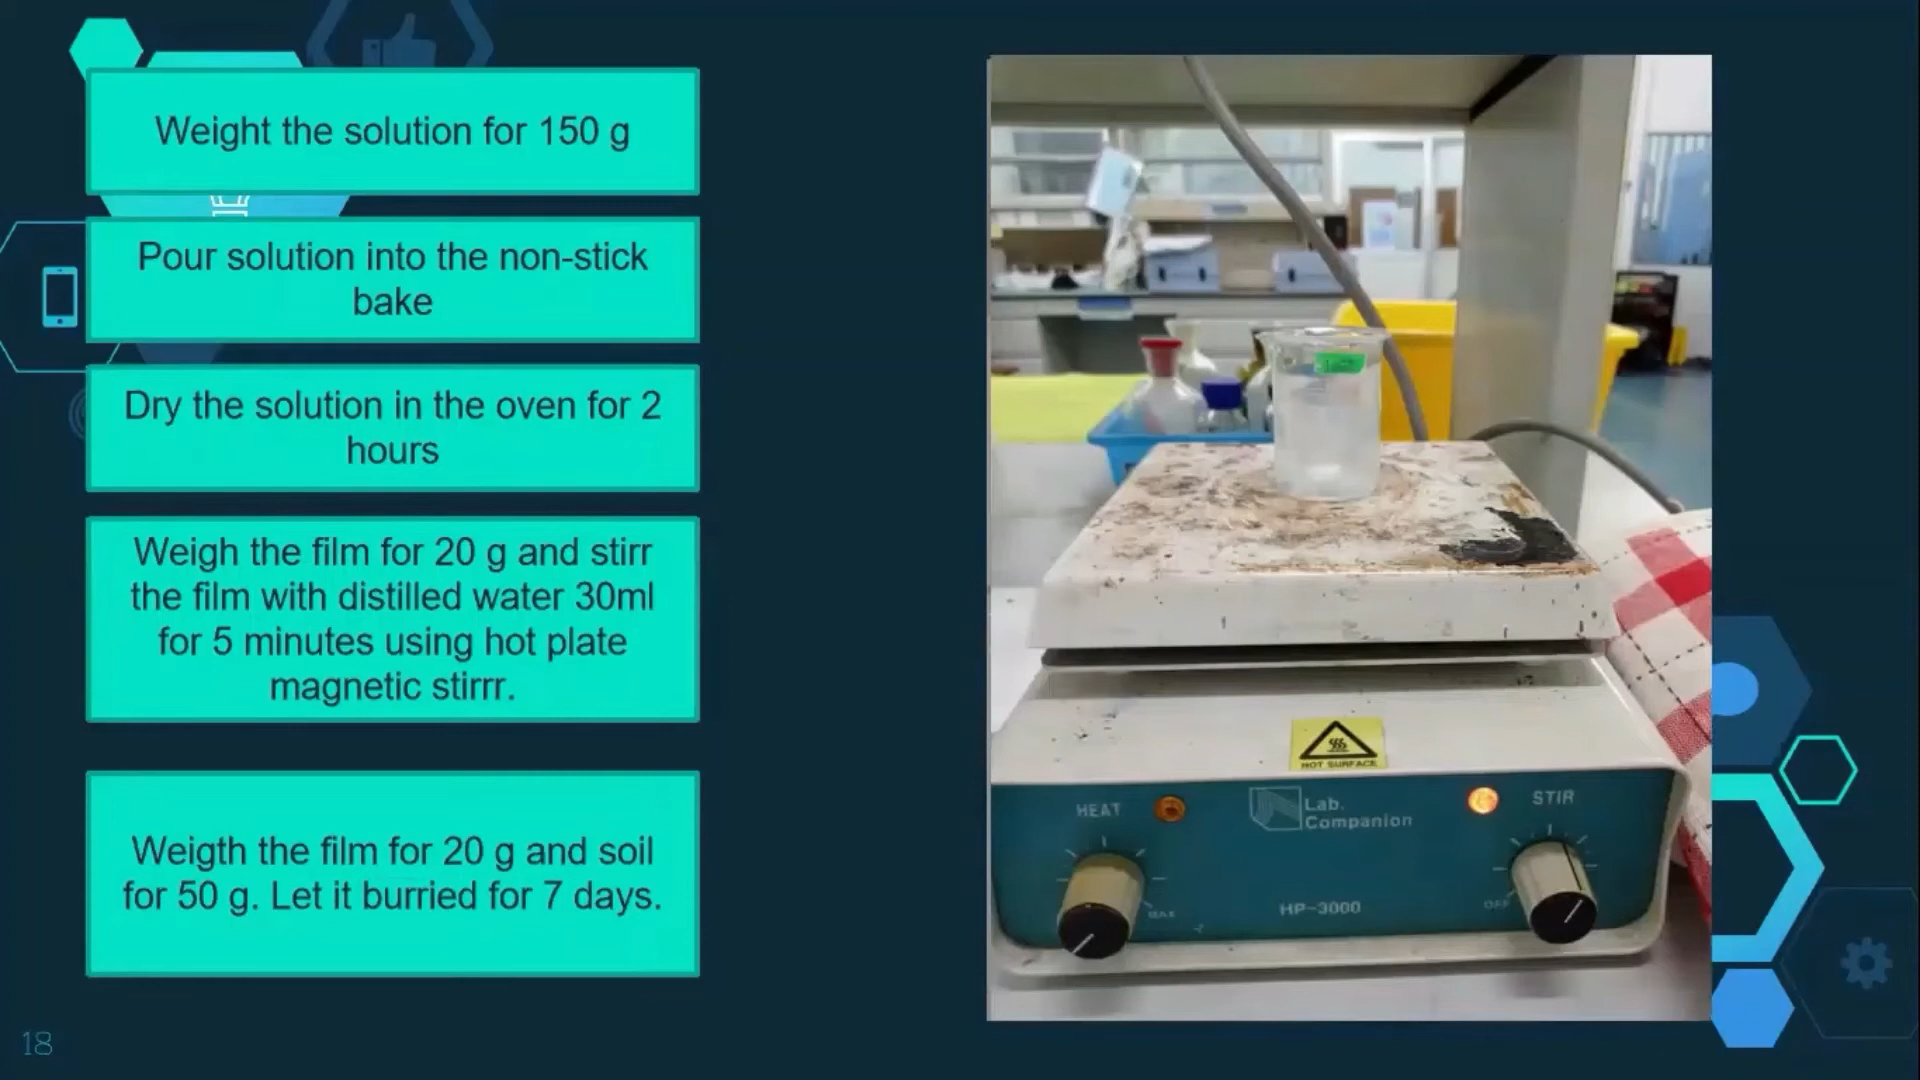 Weight the solution for 150 g
Pour solution into the non-stick
bake
Dry the solution in the oven for 2
hours
Weigh the film for 20 g and stirr
the film with distilled water 30ml
for 5 minutes using hot plate
magnetic stirrr.
Weigth the film for 20 g and soil
for 50 g. Let it burried for 7 days.
18
HOT SURFACE
HEAT
Lab.
Companion
STIR
MAX
HP-3000
OFF